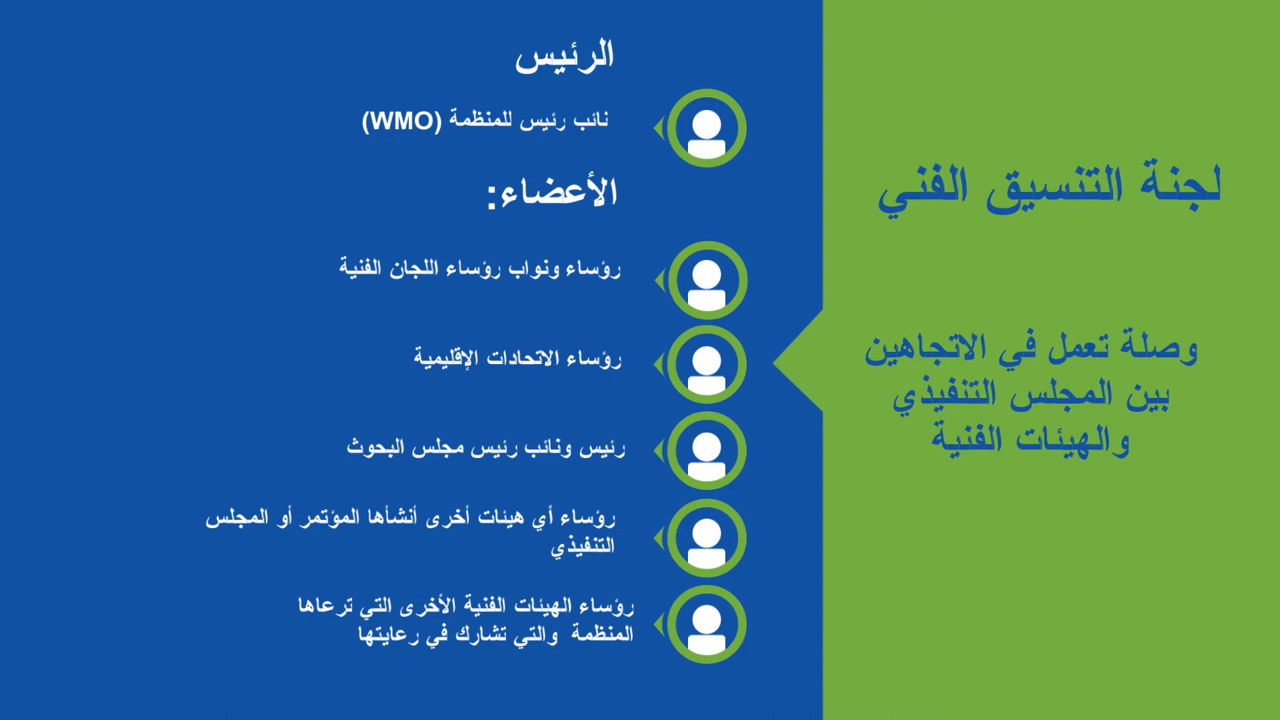 لجنة التنسيق الفني
وصلة تعمل في الاتجاهين
بين المجلس التنفيذي
والهيئات الفنية
الرئيس
نائب رئيس للمنظمة (WMO)
الأعضاء:
رؤساء ونواب رؤساء اللجان الفنية
رؤساء الاتحادات الإقليمية
رئيس ونائب رئيس مجلس البحوث
رؤساء أي هيئات أخرى أنشأها المؤتمر أو المجلس
التنفيذي
رؤساء الهيئات الفنية الأخرى التي ترعاها
المنظمة والتي تشارك في رعايتها